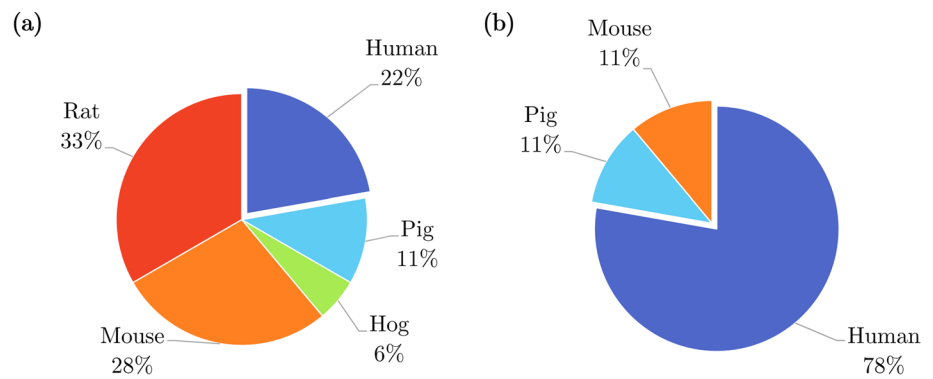 (a)
Human
22%
Rat
33%
Pig
11%
Hog
6%
Mouse
28%
(b)
Mouse
11%
Pig
11%
Human
78%